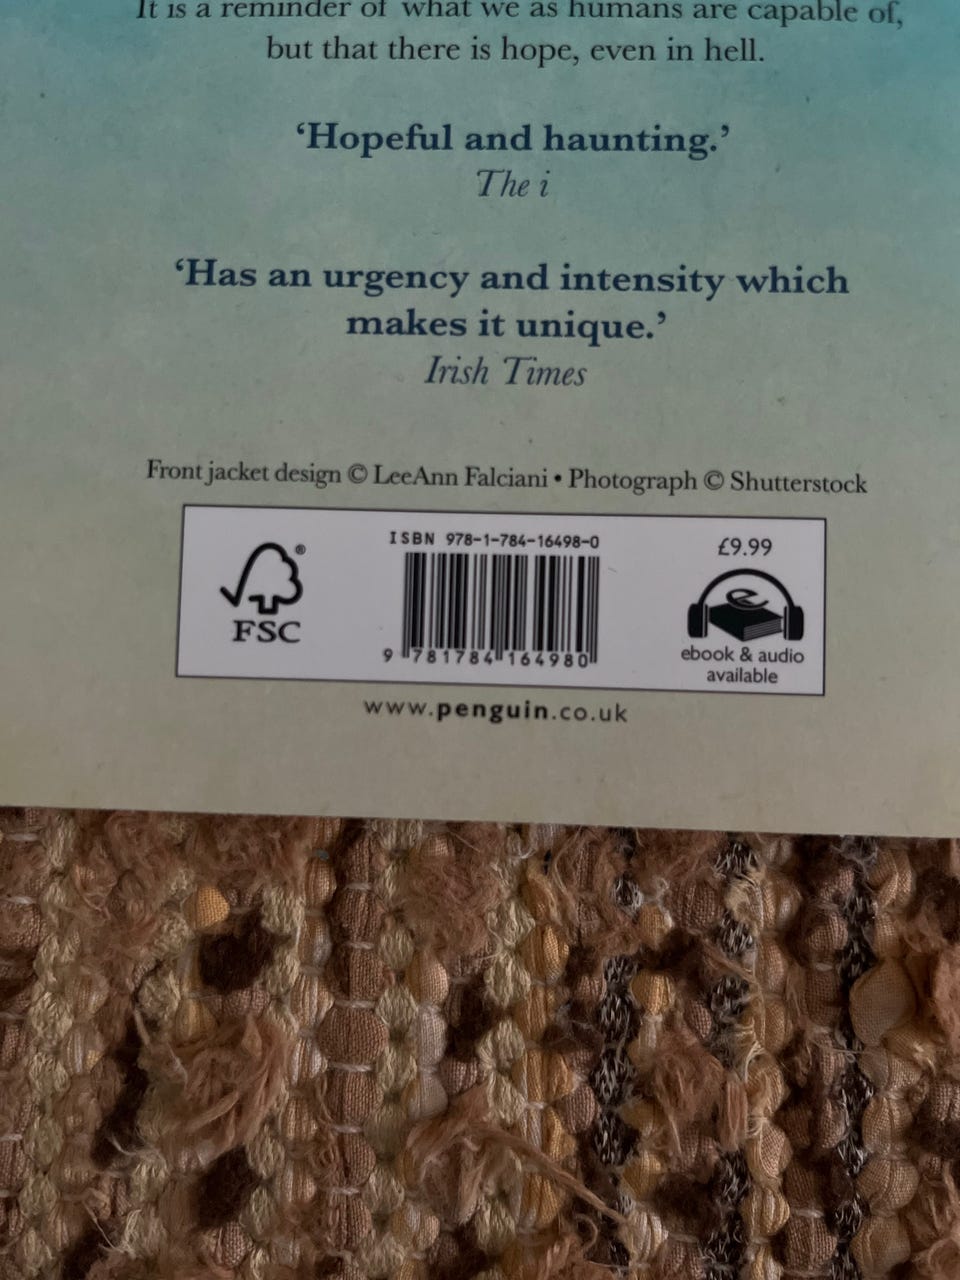 It is a reminder of what we as humans are capable of,
but that there is hope, even in hell.
‘Hopeful and haunting.’
The i
‘Has an urgency and intensity which
makes it unique.’
Irish Times
Front jacket design © LeeAnn Falciani • Photograph © Shutterstock
ISBN 978-1-784-16498-0
£9.99
®
FSC
9 781784 164980
ebook & audio
available
www.penguin.co.uk